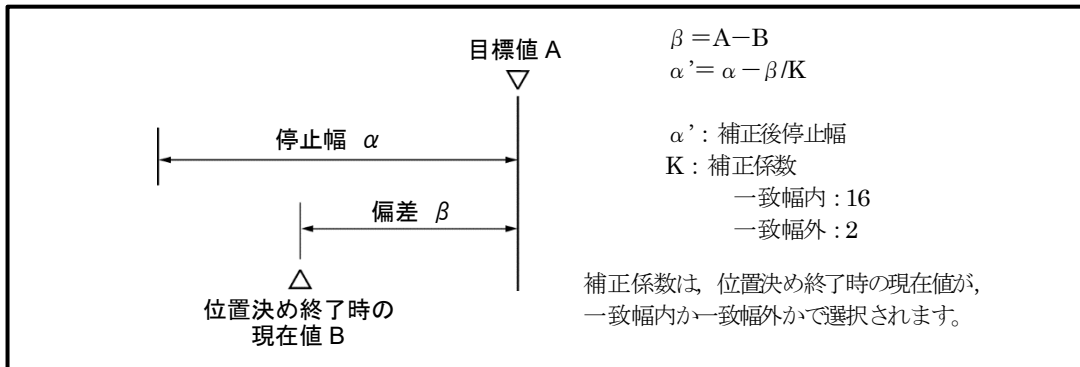 目標値 A
停止幅 α
偏差 β
位置決め終了時の
現在値 B
β=A-B
α’=α-β/K
α’：補正後停止幅
K：補正係数
一致幅内：16
一致幅外：2
補正係数は，位置決め終了時の現在値が，
一致幅内か一致幅外かで選択されます。